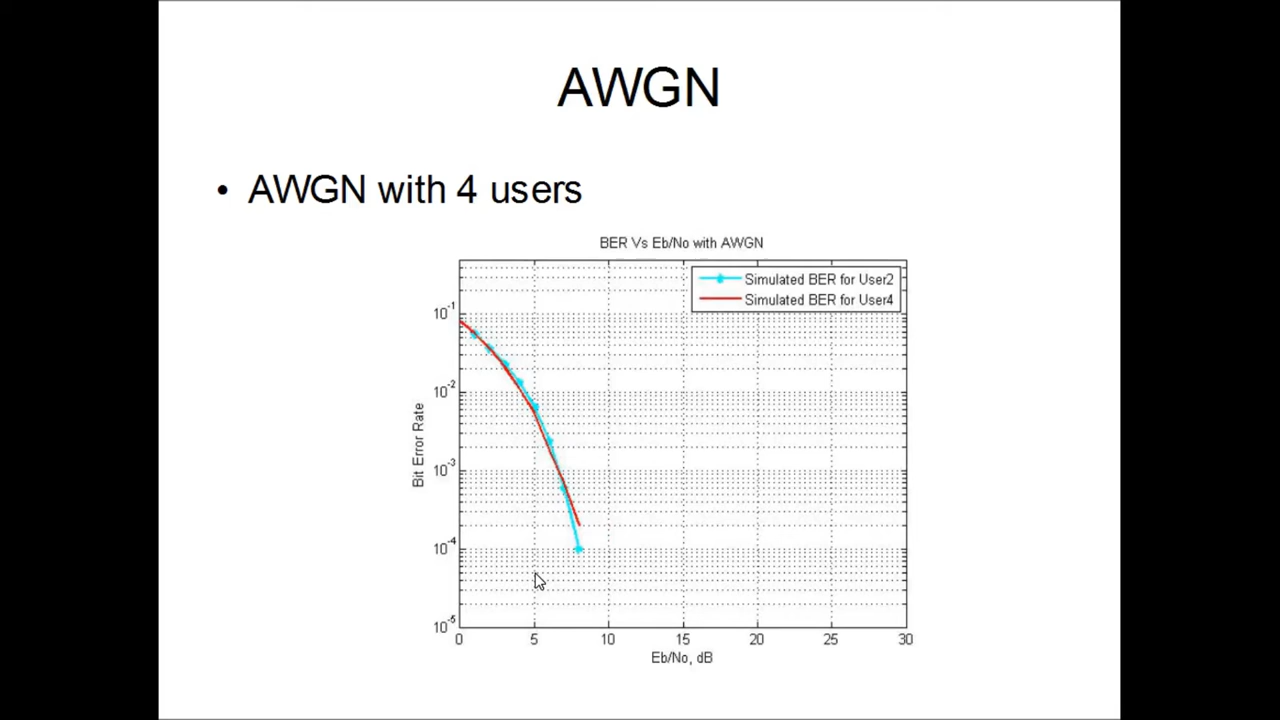 AWGN
• AWGN with 4 users
BER Vs Eb/No with AWGN
Simulated BER for User2
Simulated BER for User4
10^-1
10^-2
10^-3
10^-4
10^-5
Bit Error Rate
0 5 10 15 20 25 30
Eb/No, dB